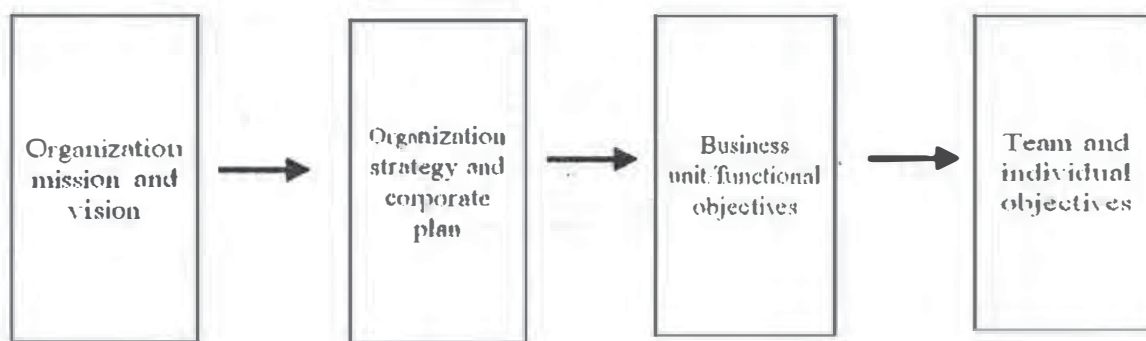 Organization
mission and
vision
Organization
strategy and
corporate
plan
Business
unit/functional
objectives
Team and
individual
objectives